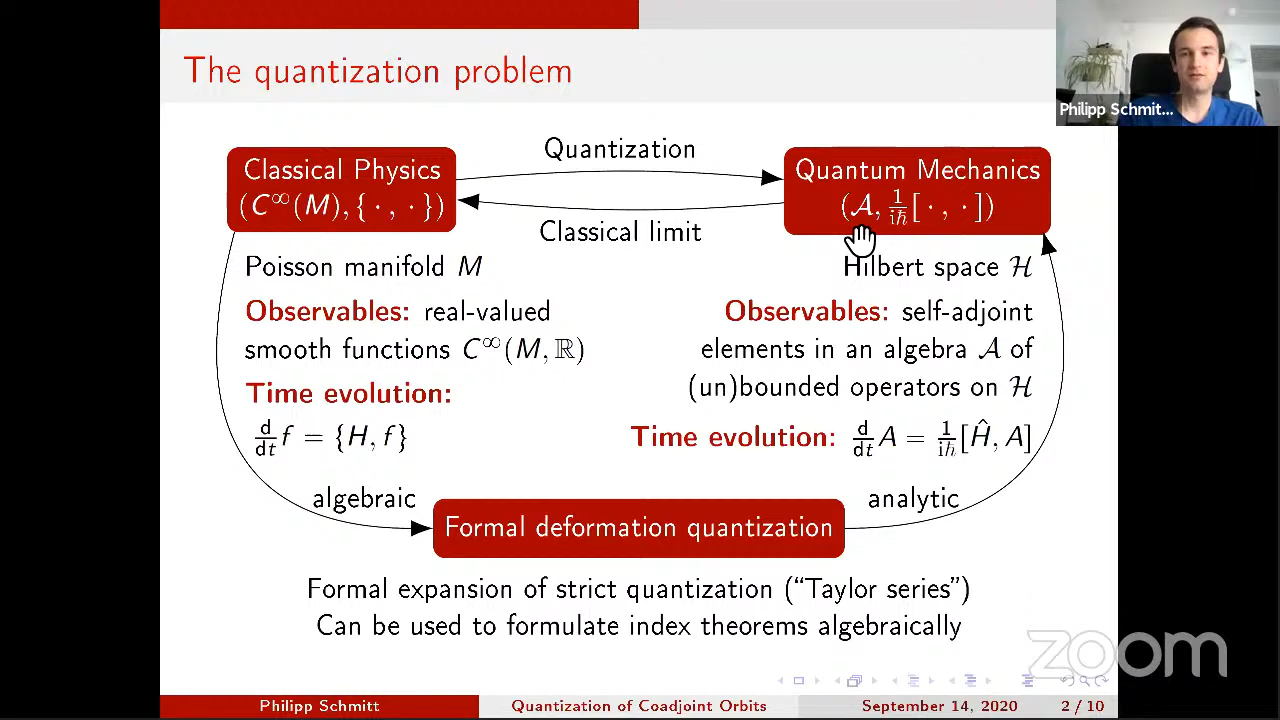 The quantization problem
Philipp Schmit...
Quantization
Classical Physics
(C^∞(M), {·, ·})
Quantum Mechanics
(𝒜, 1/iħ [·, ·])
Classical limit
Poisson manifold M
Observables: real-valued
smooth functions C^∞(M, ℝ)
Time evolution:
d/dt f = {H, f}
Hilbert space ℋ
Observables: self-adjoint
elements in an algebra 𝒜 of
(un)bounded operators on ℋ
Time evolution: d/dt A = 1/iħ [Ĥ, A]
algebraic
analytic
Formal deformation quantization
Formal expansion of strict quantization (“Taylor series”)
Can be used to formulate index theorems algebraically
zoom
Philipp Schmitt
Quantization of Coadjoint Orbits
September 14, 2020
2 / 10